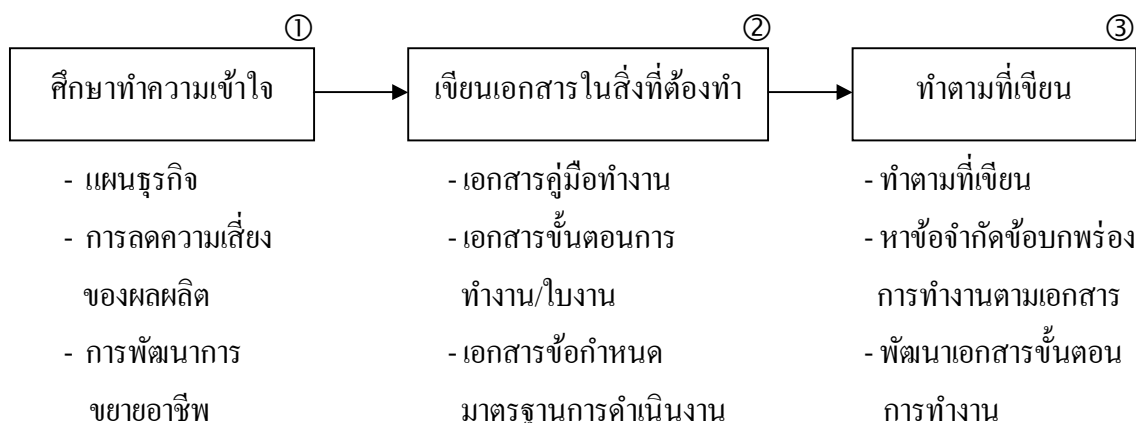 ①
ศึกษาทำความเข้าใจ
- แผนธุรกิจ
- การลดความเสี่ยง
ของผลผลิต
- การพัฒนาการ
ขยายอาชีพ
②
เขียนเอกสารในสิ่งที่ต้องทำ
- เอกสารคู่มือทำงาน
- เอกสารขั้นตอนการ
ทำงาน/ใบงาน
- เอกสารข้อกำหนด
มาตรฐานการดำเนินงาน
③
ทำตามที่เขียน
- ทำตามที่เขียน
- หาข้อจำกัดข้อบกพร่อง
การทำงานตามเอกสาร
- พัฒนาเอกสารขั้นตอน
การทำงาน